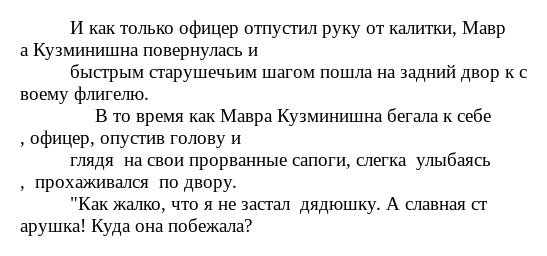 И как только офицер отпустил руку от калитки, Мавр
а Кузминишна повернулась и
быстрым старушечьим шагом пошла на задний двор к с
воему флигелю.
В то время как Мавра Кузминишна бегала к себе
, офицер, опустив голову и
глядя  на свои прорванные сапоги, слегка  улыбаясь
,  прохаживался  по двору.
"Как жалко, что я не застал  дядюшку. А славная ст
арушка! Куда она побежала?